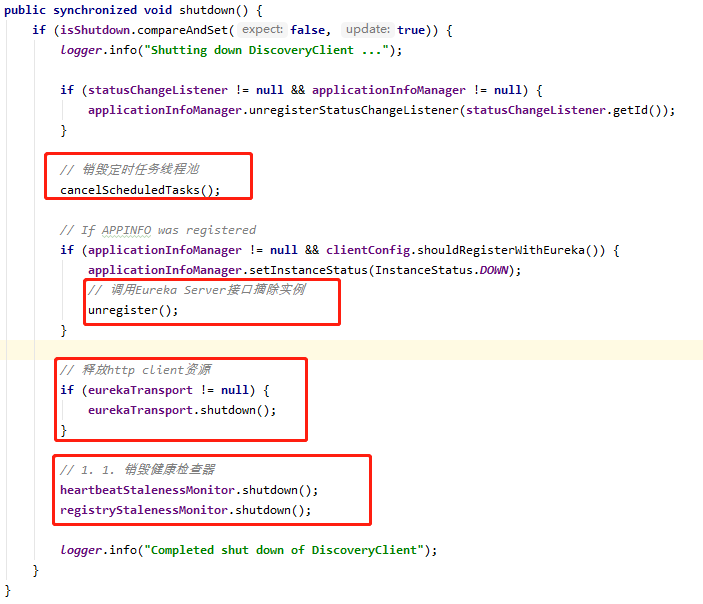 public synchronized void shutdown() {
if (isShutdown.compareAndSet( expect: false, update: true)) {
logger.info("Shutting down DiscoveryClient ...");
if (statusChangeListener != null && applicationInfoManager != null) {
applicationInfoManager.unregisterStatusChangeListener(statusChangeListener.getId());
}
// 销毁定时任务线程池
cancelScheduledTasks();
// If APPINFO was registered
if (applicationInfoManager != null && clientConfig.shouldRegisterWithEureka()) {
applicationInfoManager.setInstanceStatus(InstanceStatus.DOWN);
// 调用Eureka Server接口摘除实例
unregister();
}
// 释放http client资源
if (eurekaTransport != null) {
eurekaTransport.shutdown();
}
// 1. 1. 销毁健康检查器
heartbeatStalenessMonitor.shutdown();
registryStalenessMonitor.shutdown();
logger.info("Completed shut down of DiscoveryClient");
}
}